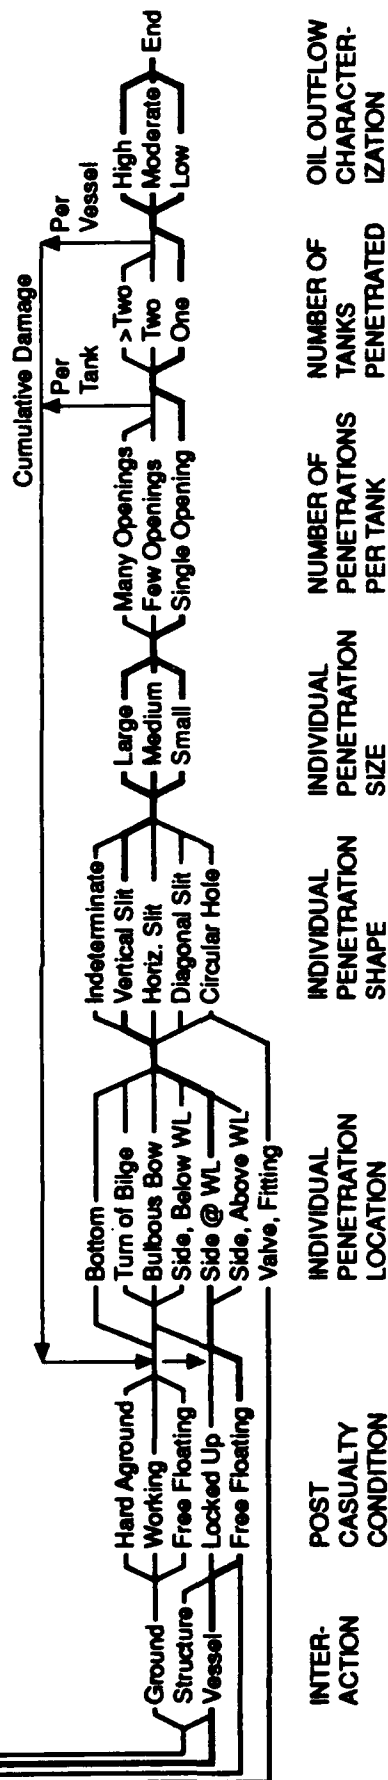 Cumulative Damage
Per
Tank
Per
Vessel
Ground
Structure
Vessel
Hard Aground
Working
Free Floating
Locked Up
Free Floating
Bottom
Turn of Bilge
Bulbous Bow
Side, Below WL
Side @ WL
Side, Above WL
Valve, Fitting
Indeterminate
Vertical Slit
Horiz. Slit
Diagonal Slit
Circular Hole
Large
Medium
Small
Many Openings
Few Openings
Single Opening
>Two
Two
One
High
Moderate
Low
End
INTER-
ACTION
POST
CASUALTY
CONDITION
INDIVIDUAL
PENETRATION
LOCATION
INDIVIDUAL
PENETRATION
SHAPE
INDIVIDUAL
PENETRATION
SIZE
NUMBER OF
PENETRATIONS
PER TANK
NUMBER OF
TANKS
PENETRATED
OIL OUTFLOW
CHARACTER-
IZATION